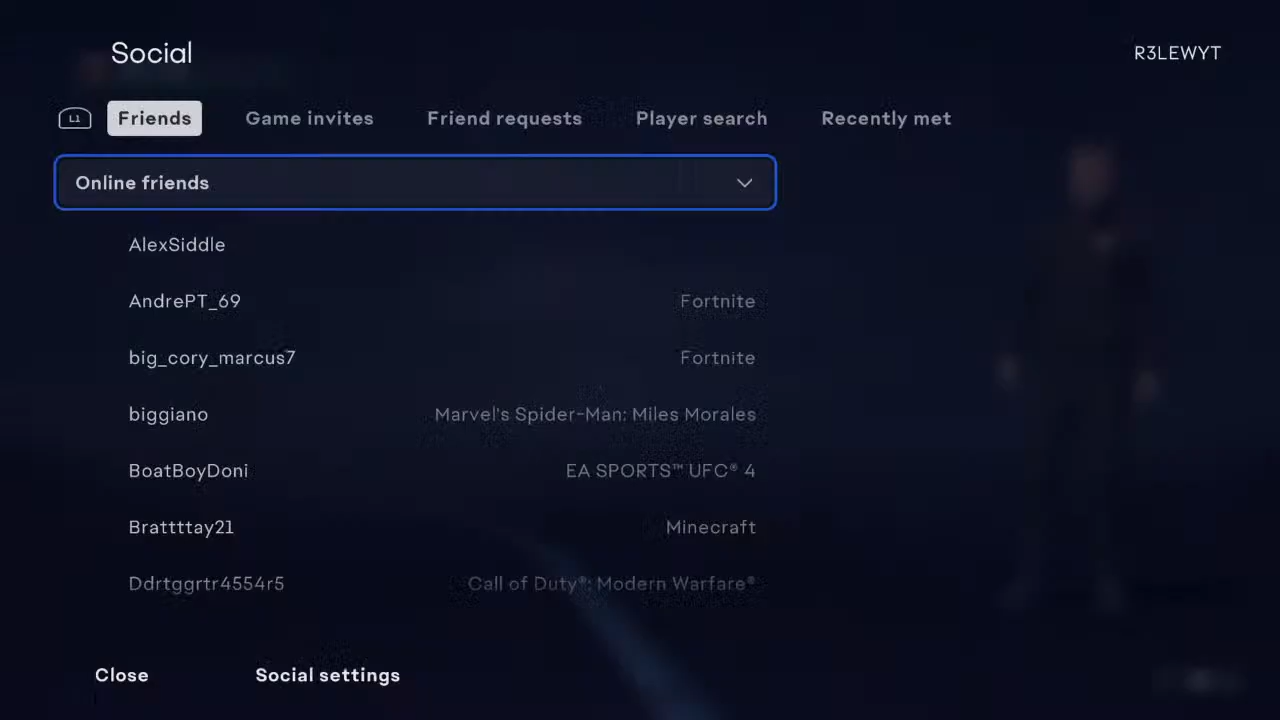 Social
R3LEWYT
L1 Friends Game invites Friend requests Player search Recently met
Online friends
AlexSiddle
AndrePT_69 Fortnite
big_cory_marcus7 Fortnite
biggiano Marvel's Spider-Man: Miles Morales
BoatBoyDoni EA SPORTS™ UFC® 4
Brattttay21 Minecraft
Ddrtggrtr4554r5 Call of Duty®: Modern Warfare®
Close Social settings